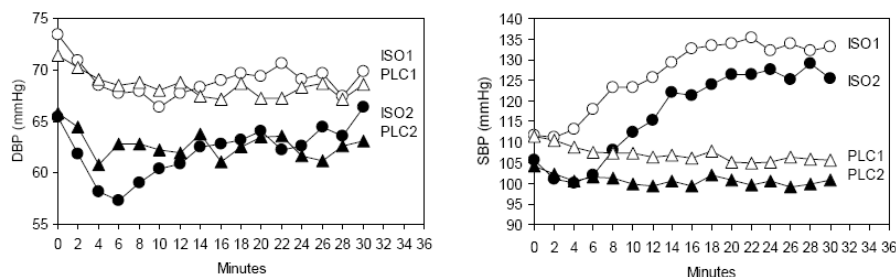 75
70
65
60
55
DBP (mmHg)
ISO1
PLC1
ISO2
PLC2
0 2 4 6 8 10 12 14 16 18 20 22 24 26 28 30 32 34 36
Minutes
140
135
130
125
120
115
110
105
100
95
90
SBP (mmHg)
ISO1
ISO2
PLC1
PLC2
0 2 4 6 8 10 12 14 16 18 20 22 24 26 28 30 32 34 36
Minutes